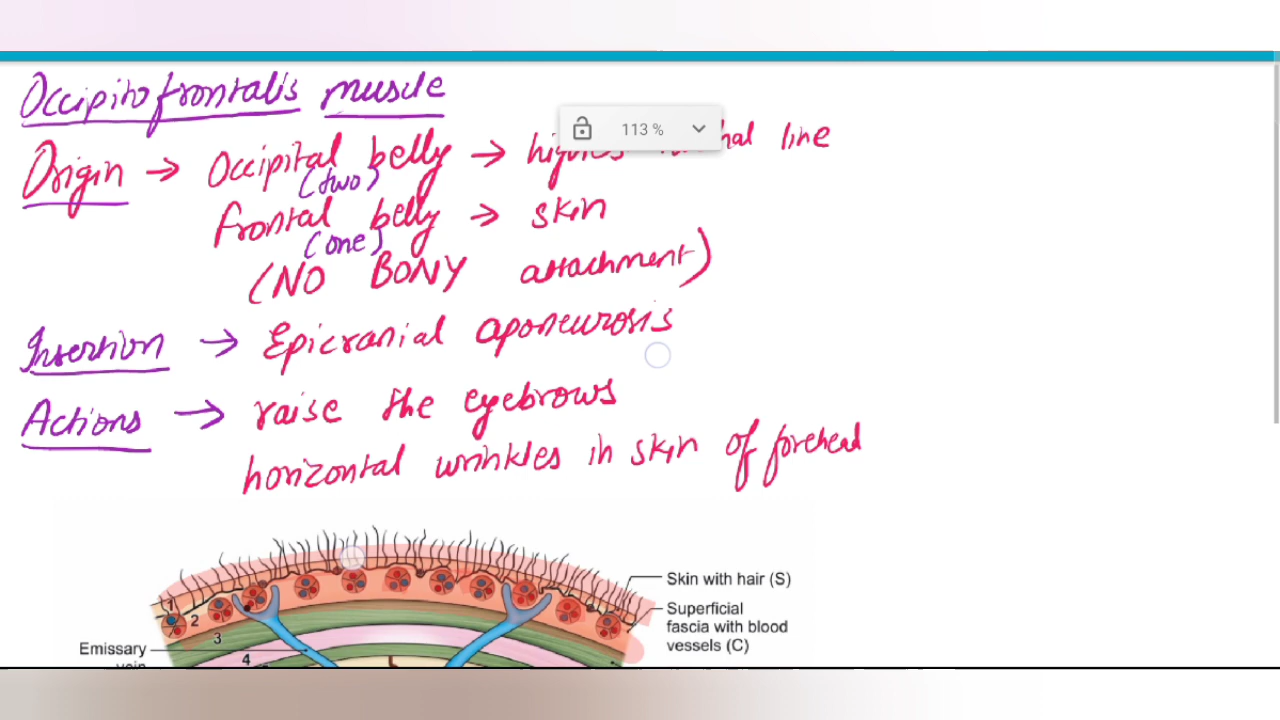 Occipitofrontalis muscle
113 %
Origin → Occipital belly → line
(two)
frontal belly → skin
(one)
(NO BONY attachment)
Insertion → Epicranial aponeurosis
Actions → raise the eyebrows
horizontal wrinkles in skin of forehead
Skin with hair (S)
Superficial
fascia with blood
vessels (C)
1
2
3
4
Emissary